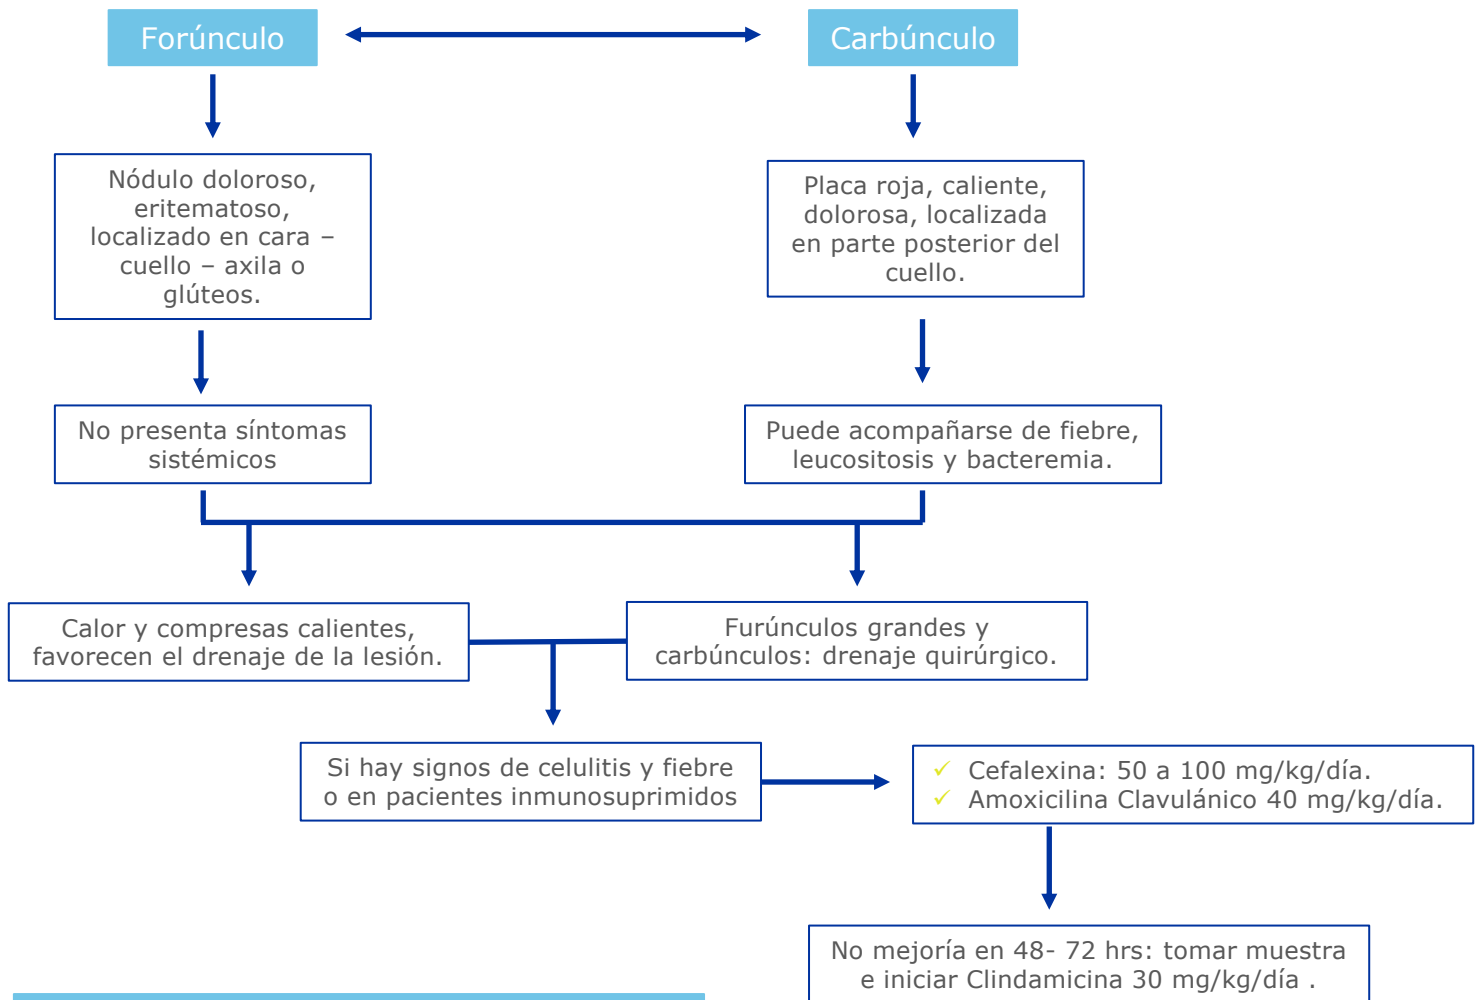 Forúnculo
Carbúnculo
Nódulo doloroso,
eritematoso,
localizado en cara –
cuello – axila o
glúteos.
Placa roja, caliente,
dolorosa, localizada
en parte posterior del
cuello.
No presenta síntomas
sistémicos
Puede acompañarse de fiebre,
leucositosis y bacteremia.
Calor y compresas calientes,
favorecen el drenaje de la lesión.
Furúnculos grandes y
carbúnculos: drenaje quirúrgico.
Si hay signos de celulitis y fiebre
o en pacientes inmunosuprimidos
✓ Cefalexina: 50 a 100 mg/kg/día.
✓ Amoxicilina Clavulánico 40 mg/kg/día.
No mejoría en 48- 72 hrs: tomar muestra
e iniciar Clindamicina 30 mg/kg/día .